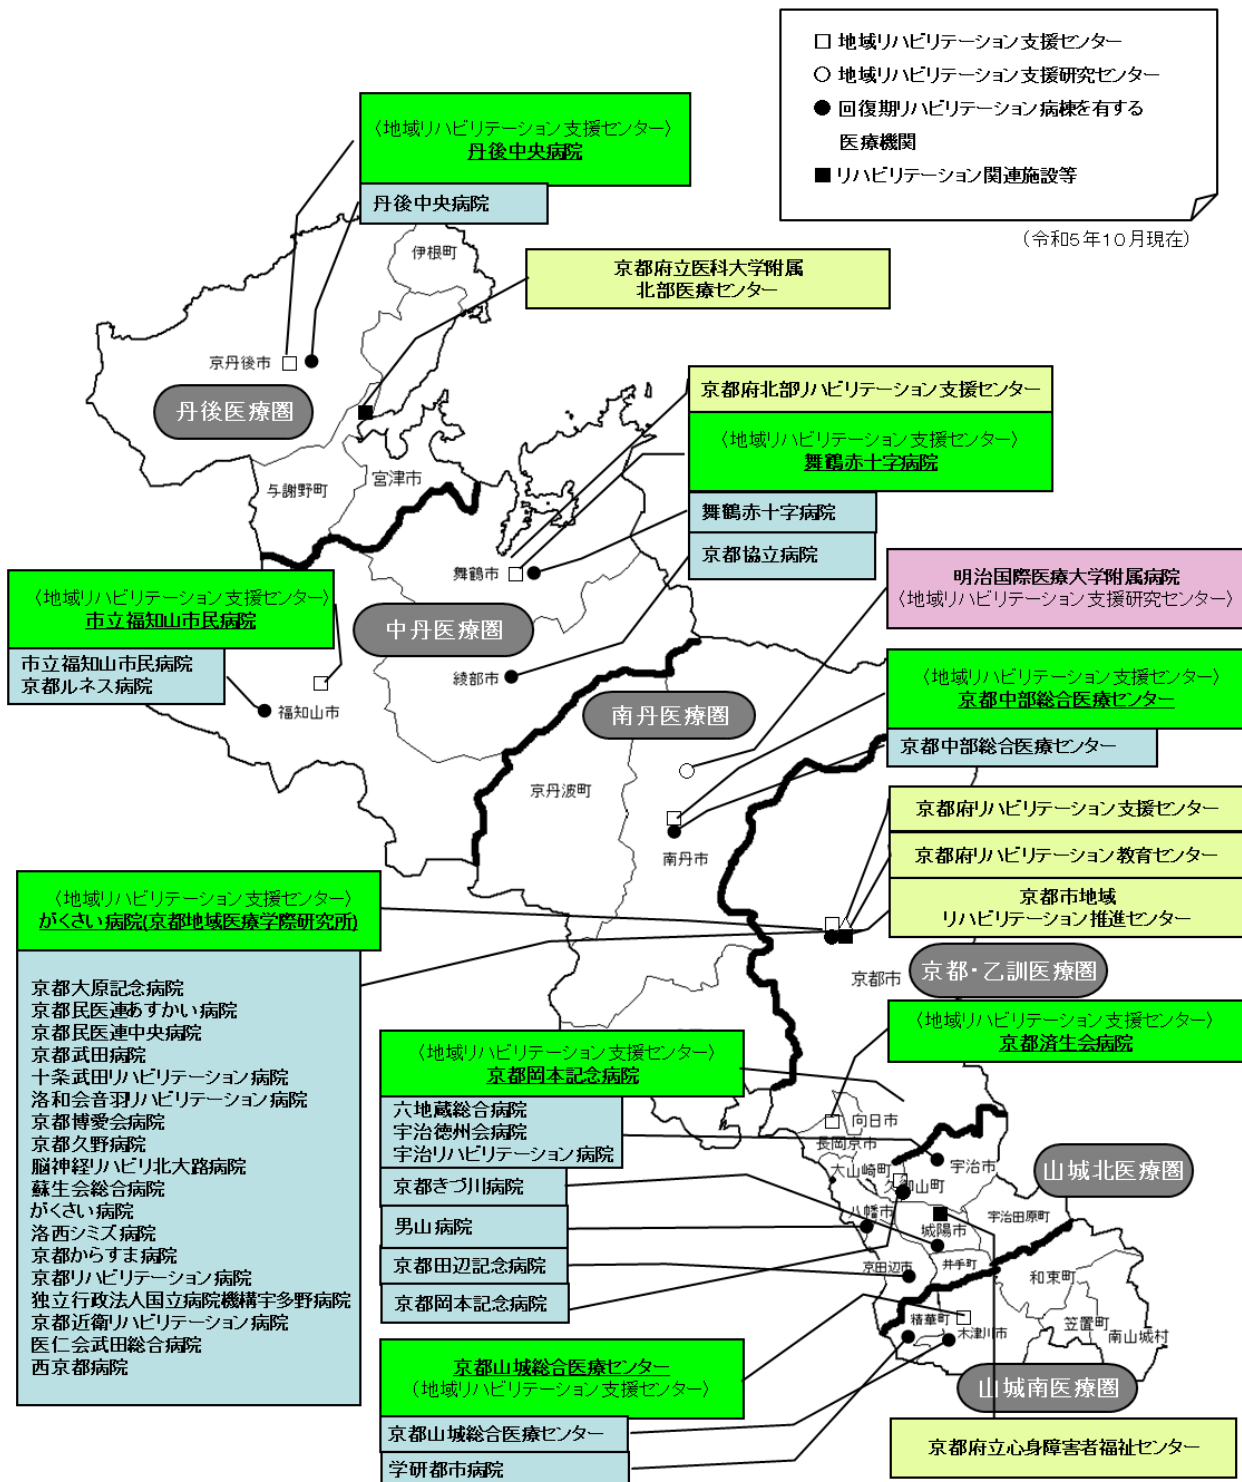 □ 地域リハビリテーション支援センター
○ 地域リハビリテーション支援研究センター
● 回復期リハビリテーション病棟を有する
医療機関
■ リハビリテーション関連施設等
(令和5年10月現在)
〈地域リハビリテーション支援センター〉
丹後中央病院
丹後中央病院
伊根町
京都府立医科大学附属
北部医療センター
京丹後市
丹後医療圏
与謝野町
宮津市
京都府北部リハビリテーション支援センター
〈地域リハビリテーション支援センター〉
舞鶴赤十字病院
舞鶴赤十字病院
京都協立病院
舞鶴市
明治国際医療大学附属病院
〈地域リハビリテーション支援研究センター〉
〈地域リハビリテーション支援センター〉
市立福知山市民病院
市立福知山市民病院
京都ルネス病院
中丹医療圏
綾部市
福知山市
南丹医療圏
〈地域リハビリテーション支援センター〉
京都中部総合医療センター
京都中部総合医療センター
京丹波町
南丹市
京都府リハビリテーション支援センター
京都府リハビリテーション教育センター
京都市地域
リハビリテーション推進センター
〈地域リハビリテーション支援センター〉
がくさい病院(京都地域医療学際研究所)
京都市
京都・乙訓医療圏
京都大原記念病院
京都民医連あすかい病院
京都民医連中央病院
京都武田病院
十条武田リハビリテーション病院
洛和会音羽リハビリテーション病院
京都博愛会病院
京都久野病院
脳神経リハビリ北大路病院
蘇生会総合病院
がくさい病院
洛西シミズ病院
京都からすま病院
京都リハビリテーション病院
独立行政法人国立病院機構宇多野病院
京都近衛リハビリテーション病院
医仁会武田総合病院
西京都病院
〈地域リハビリテーション支援センター〉
京都済生会病院
〈地域リハビリテーション支援センター〉
京都岡本記念病院
六地蔵総合病院
宇治徳州会病院
宇治リハビリテーション病院
京都きづ川病院
男山病院
京都田辺記念病院
京都岡本記念病院
向日市
長岡京市
大山崎町
宇治市
久御山町
山城北医療圏
八幡市
城陽市
宇治田原町
井手町
京田辺市
和束町
精華町
木津川市
笠置町
南山城村
山城南医療圏
京都山城総合医療センター
(地域リハビリテーション支援センター〉
京都山城総合医療センター
学研都市病院
京都府立心身障害者福祉センター